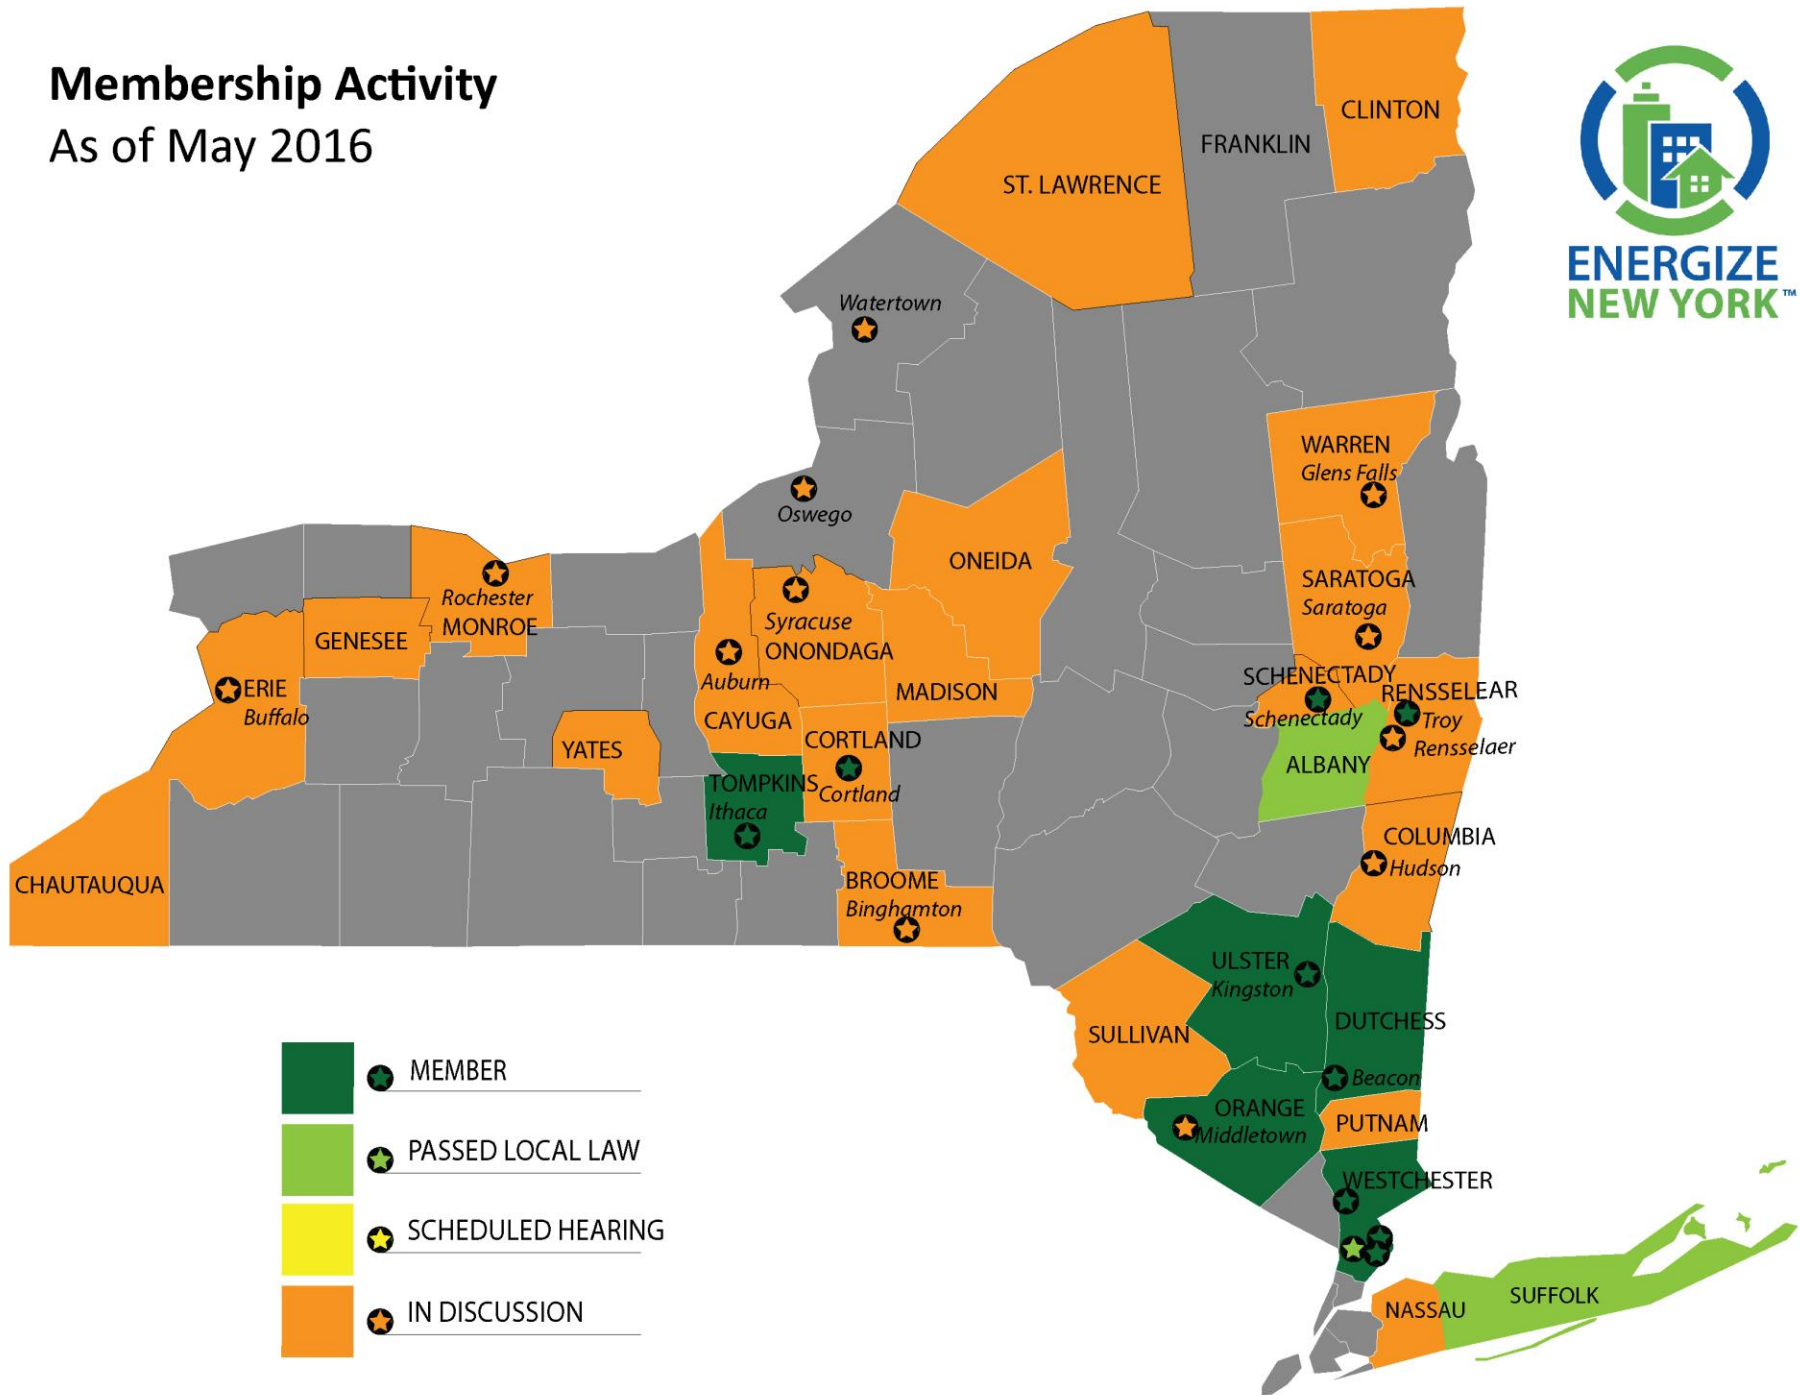 Membership Activity
As of May 2016
CLINTON
FRANKLIN
ST. LAWRENCE
ENERGIZE
NEW YORK™
Watertown
WARREN
Glens Falls
Oswego
ONEIDA
SARATOGA
Saratoga
Rochester
MONROE
GENESEE
Syracuse
ONONDAGA
Auburn
CAYUGA
MADISON
SCHENECTADY
Schenectady
RENSSELEAR
Troy
Rensselaer
ERIE
Buffalo
YATES
CORTLAND
Cortland
ALBANY
TOMPKINS
Ithaca
COLUMBIA
Hudson
CHAUTAUQUA
BROOME
Binghamton
ULSTER
Kingston
DUTCHESS
SULLIVAN
Beacon
ORANGE
Middletown
PUTNAM
WESTCHESTER
MEMBER
PASSED LOCAL LAW
SCHEDULED HEARING
IN DISCUSSION
SUFFOLK
NASSAU